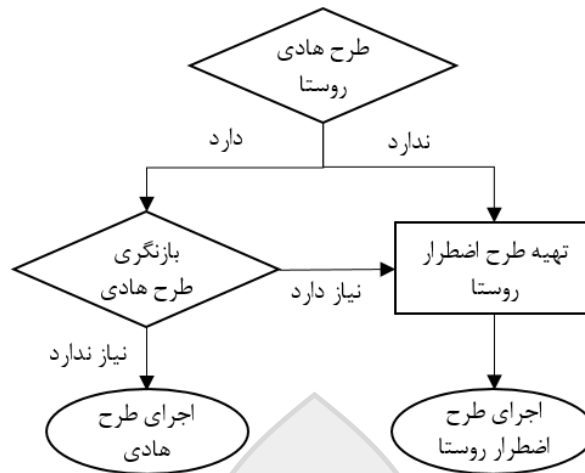 طرح هادی
روستا
ندارد
دارد
تهیه طرح اضطرار
روستا
بازنگری
طرح هادی
نیاز دارد
نیاز ندارد
اجرای طرح
اضطرار روستا
اجرای طرح
هادی